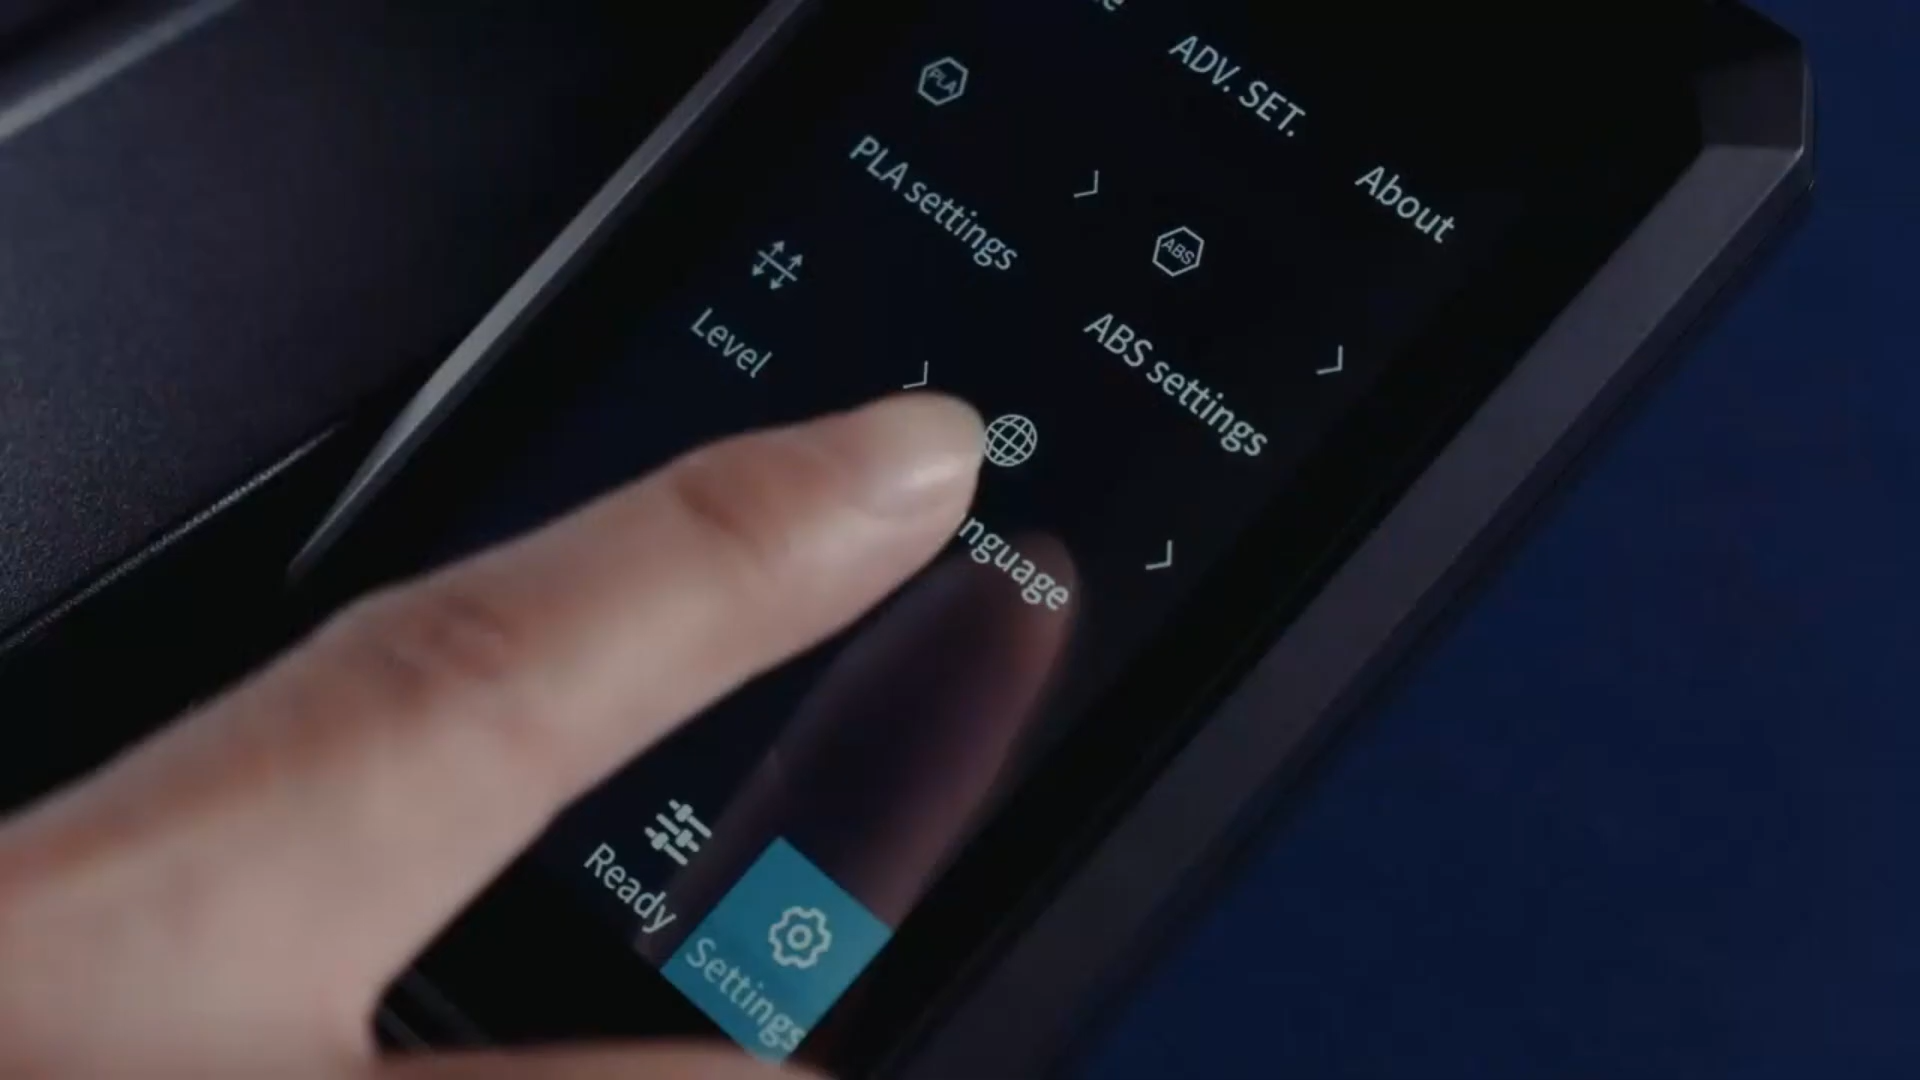 ADV. SET.
About
PLA
PLA settings
ABS
ABS settings
Level
nguage
Ready
Settings